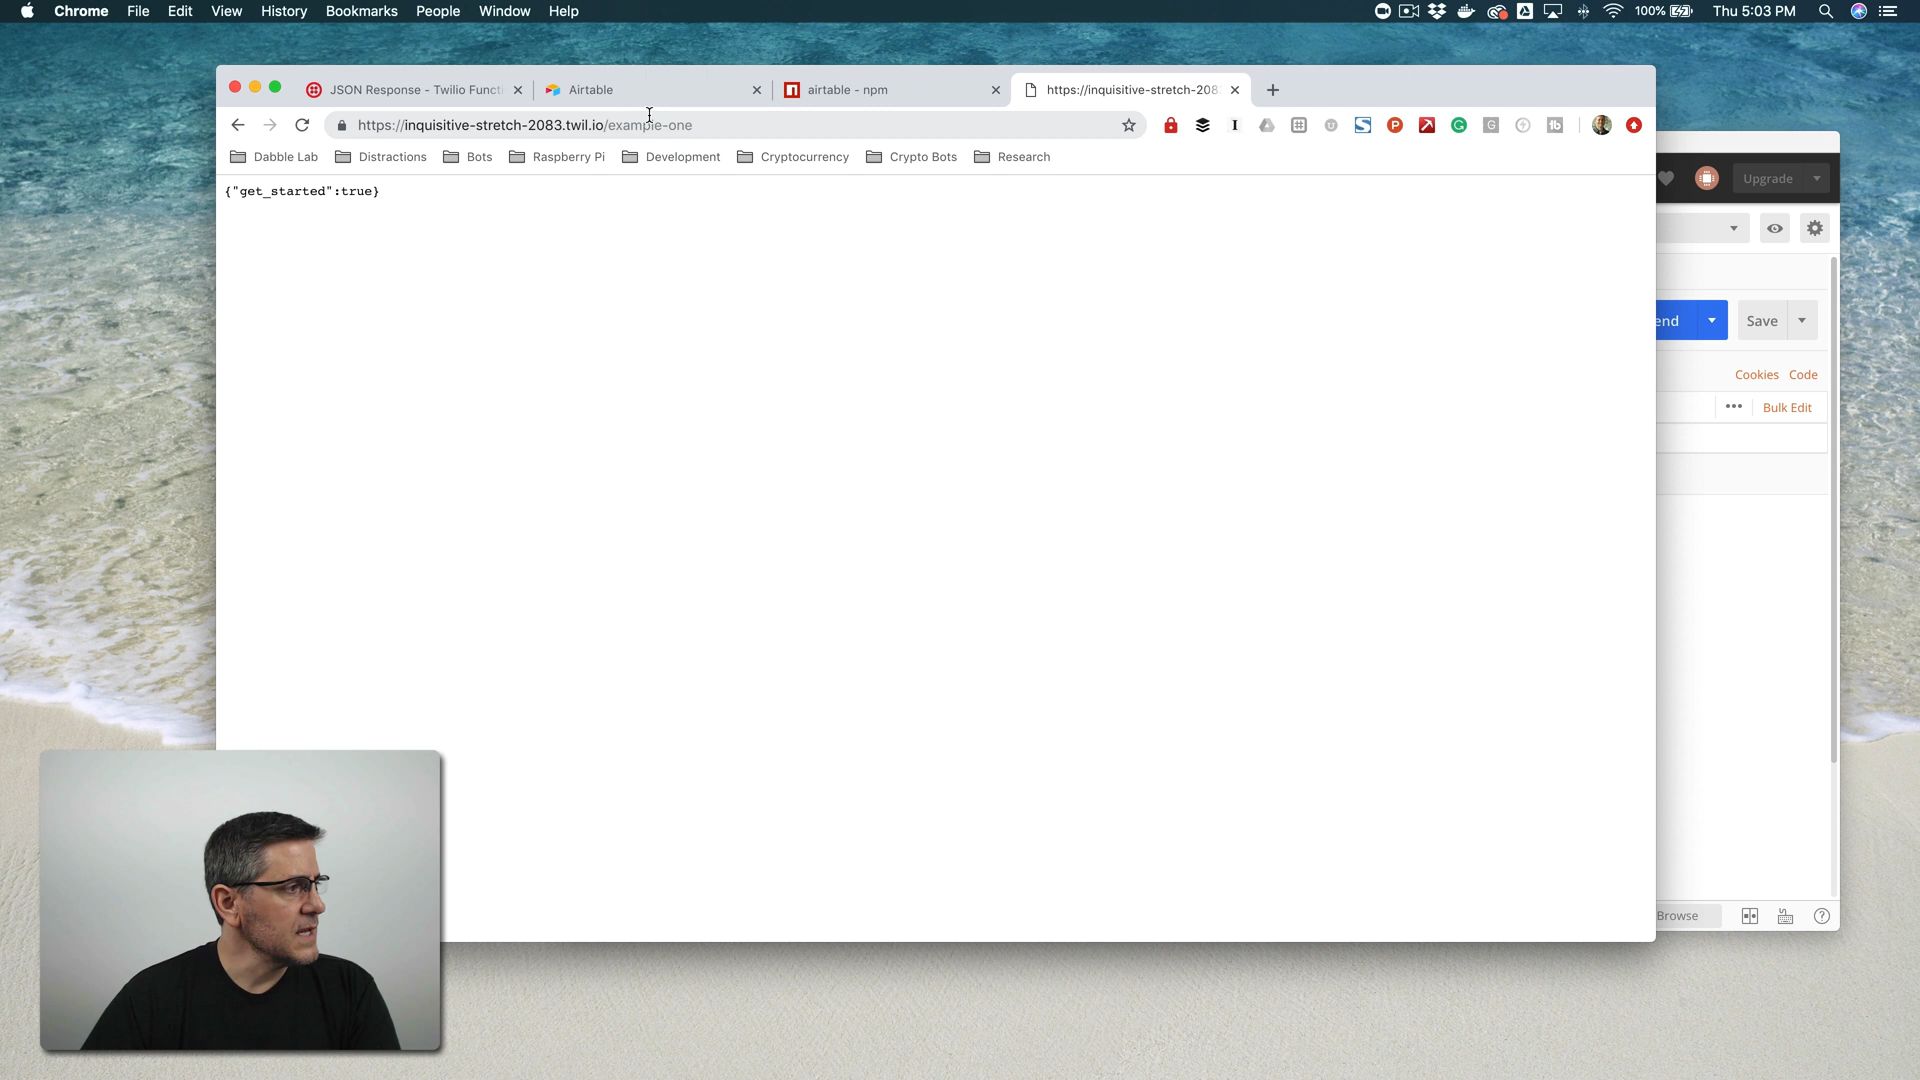 Chrome File Edit View History Bookmarks People Window Help 100% Thu 5:03 PM
JSON Response - Twilio Functi Airtable airtable - npm https://inquisitive-stretch-208
https://inquisitive-stretch-2083.twil.io/example-one
Dabble Lab Distractions Bots Raspberry Pi Development Cryptocurrency Crypto Bots Research
{"get_started":true}
Upgrade
end Save
Cookies Code
Bulk Edit
Browse